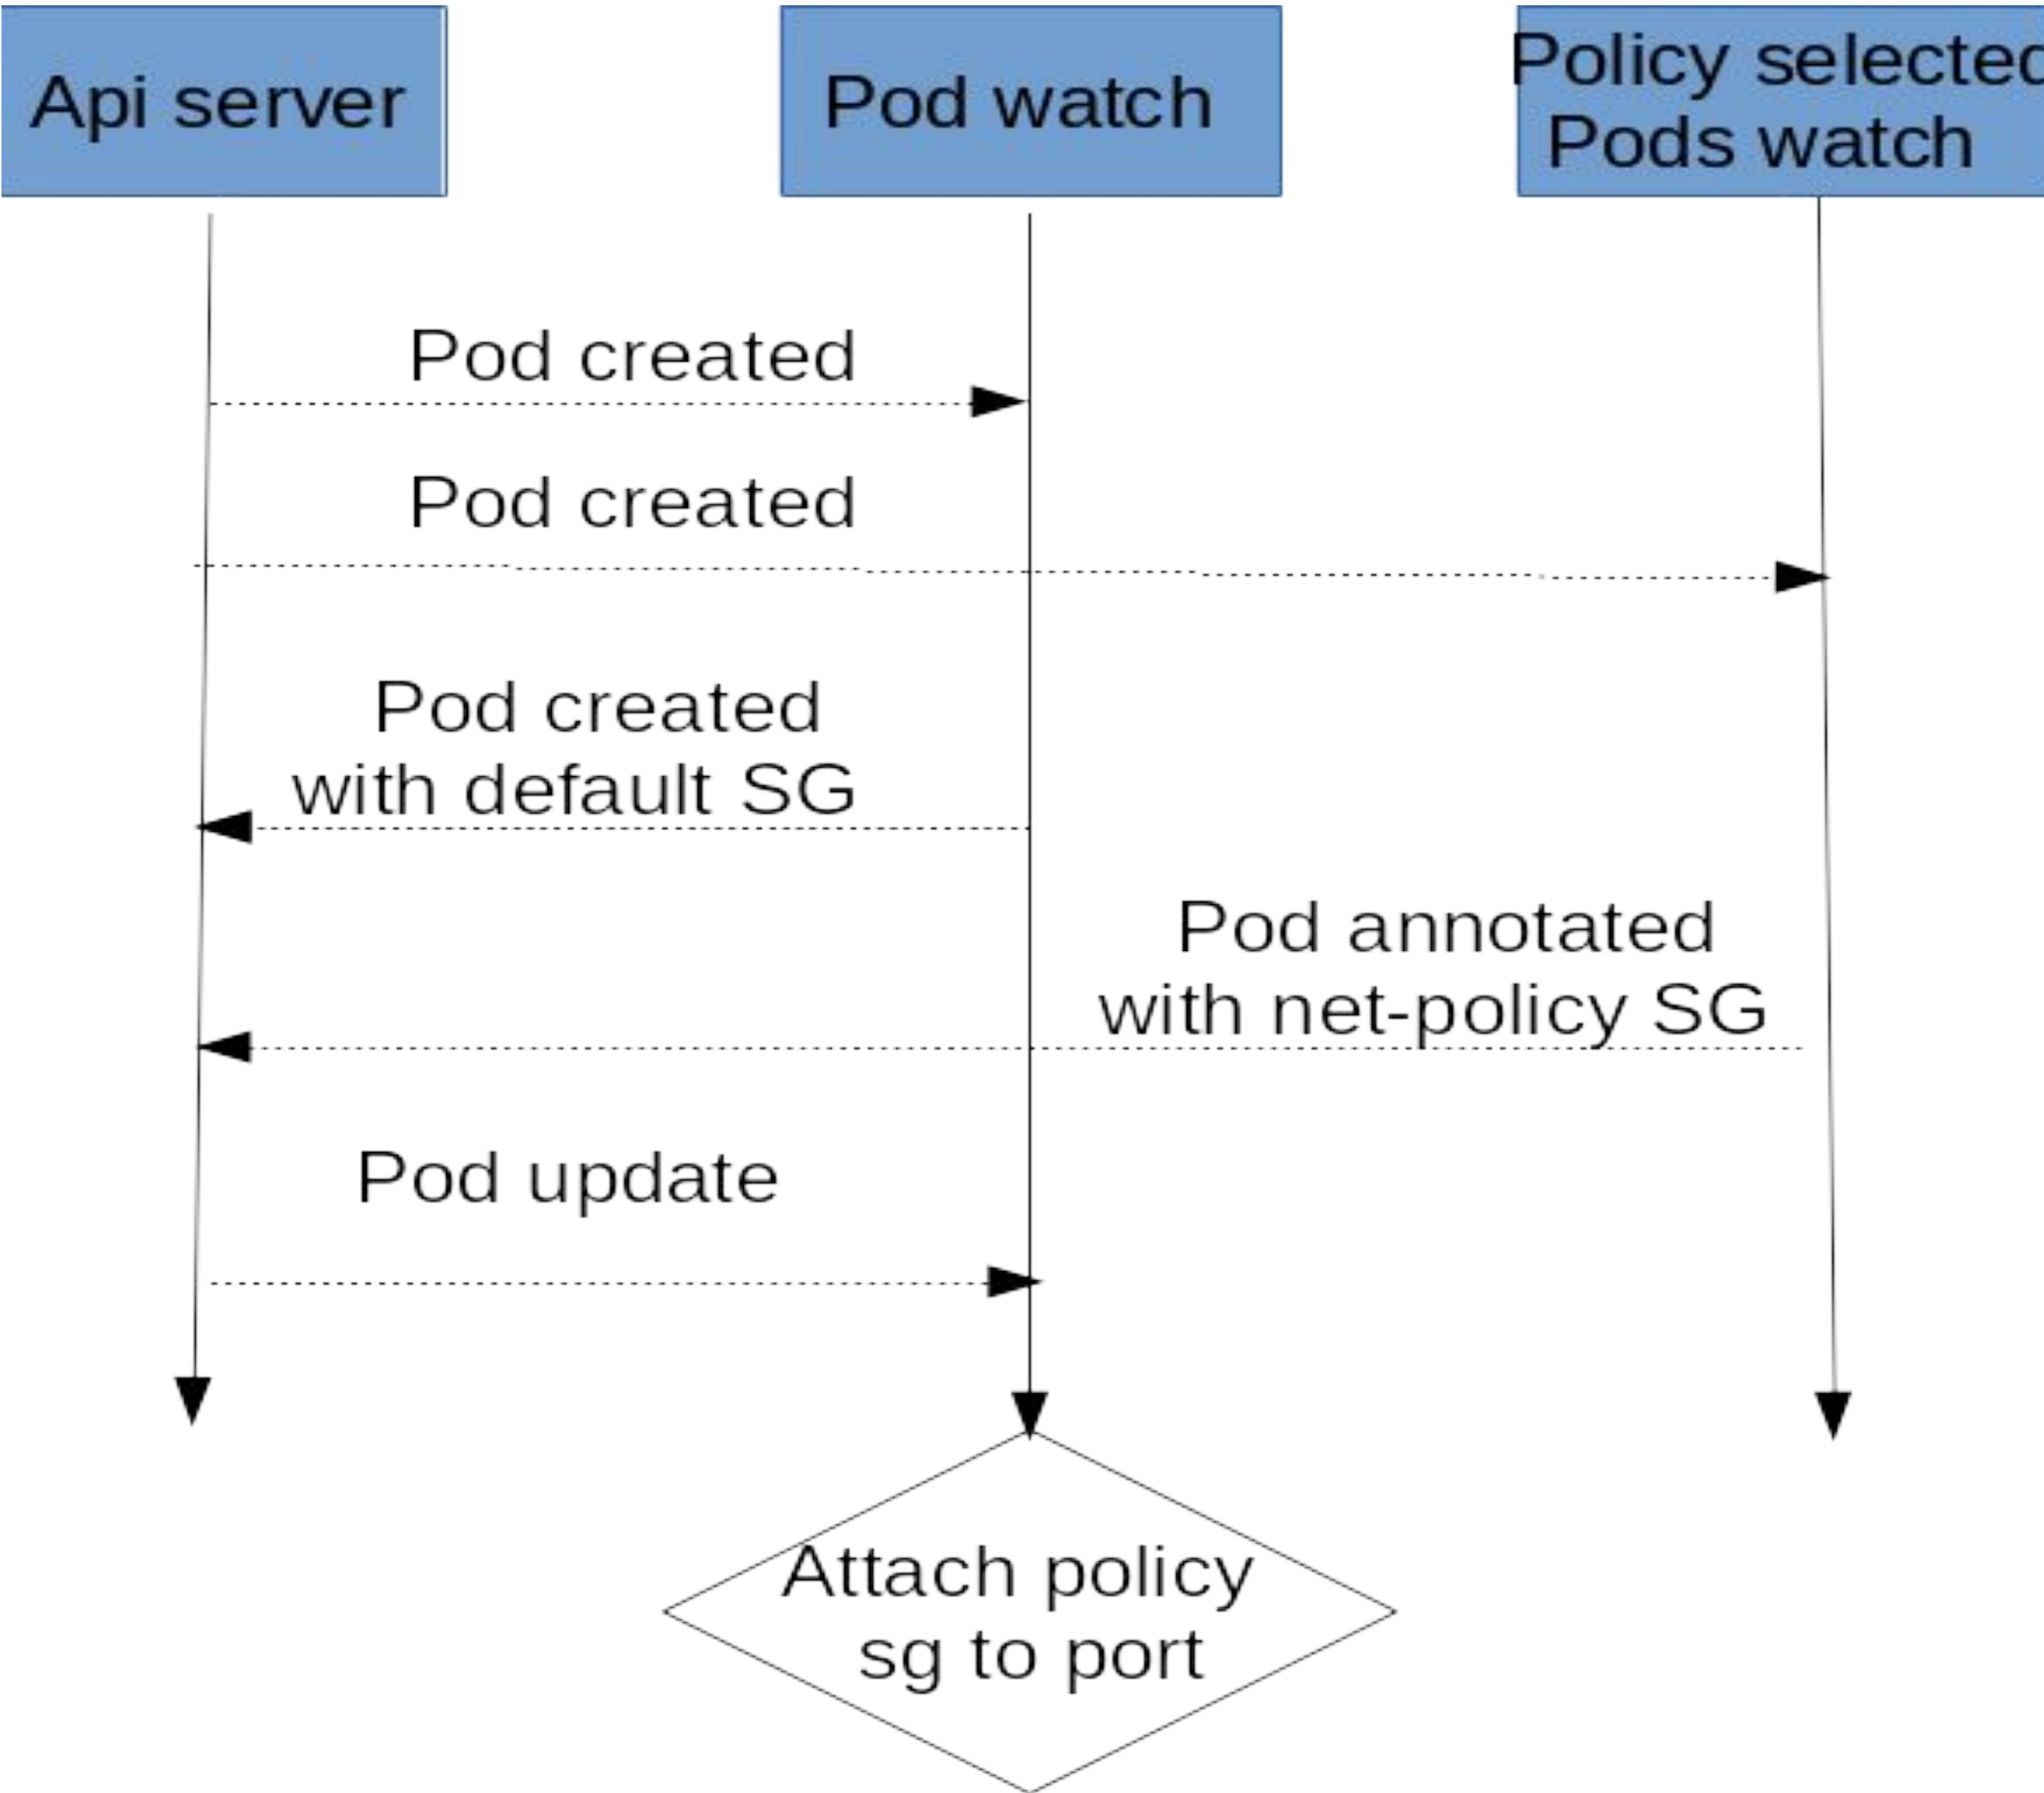 Api server
Pod watch
Policy selected
Pods watch
Pod created
Pod created
Pod created
with default SG
Pod annotated
with net-policy SG
Pod update
Attach policy
sg to port